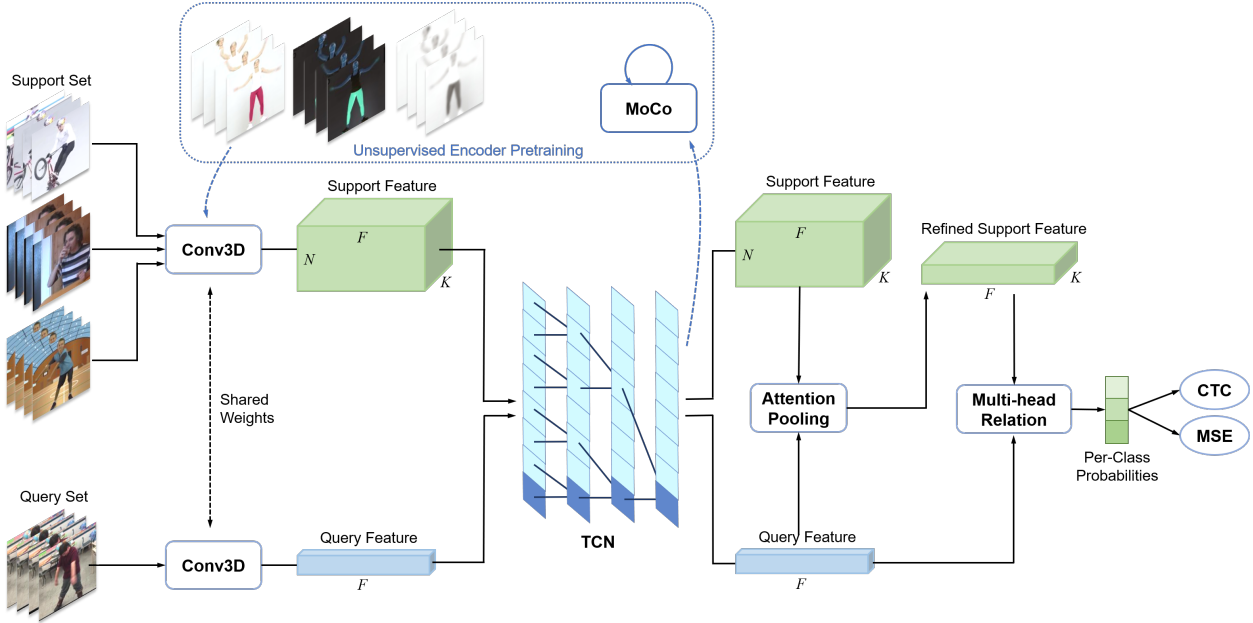 Support Set
MoCo
Unsupervised Encoder Pretraining
Support Feature
F
N
K
Conv3D
Support Feature
F
N
K
Refined Support Feature
F
K
Shared
Weights
Attention
Pooling
Multi-head
Relation
CTC
MSE
Per-Class
Probabilities
Query Set
Conv3D
Query Feature
F
TCN
Query Feature
F